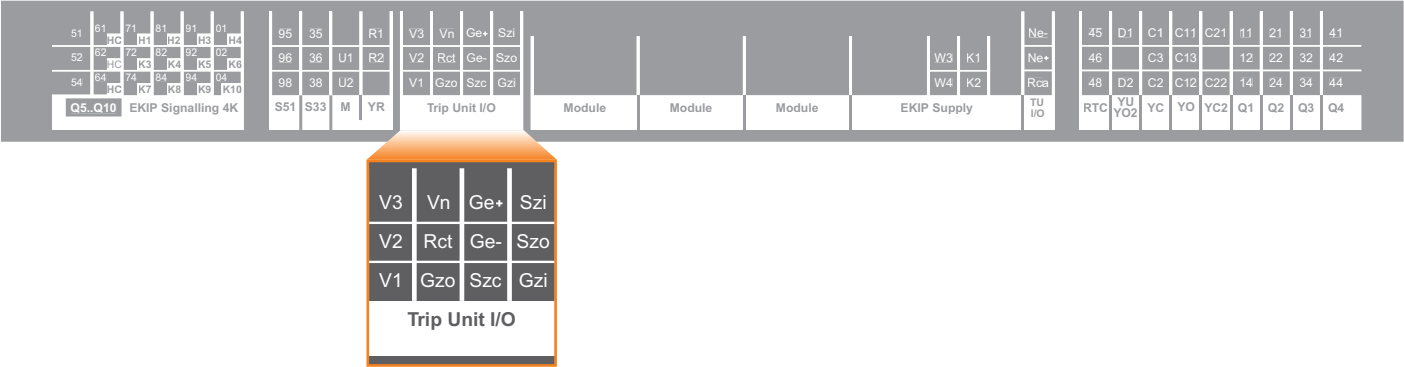 61 71 81 91 01 95 35 R1 V3 Vn Ge+ Szi Ne- 45 D1 C1 C11 C21 11 21 31 41
51 HC H1 H2 H3 H4
62 72 82 92 02 96 36 U1 R2 V2 Rct Ge- Szo W3 K1 Ne+ 46 C3 C13 12 22 32 42
52 HC K3 K4 K5 K6
64 74 84 94 04 98 38 U2 V1 Gzo Szc Gzi W4 K2 Rca 48 D2 C2 C12 C22 14 24 34 44
54 HC K7 K8 K9 K10
Q5..Q10 EKIP Signalling 4K S51 S33 M YR Trip Unit I/O Module Module Module EKIP Supply TU I/O RTC YU YO2 YC YO YC2 Q1 Q2 Q3 Q4
V3 Vn Ge+ Szi
V2 Rct Ge- Szo
V1 Gzo Szc Gzi
Trip Unit I/O